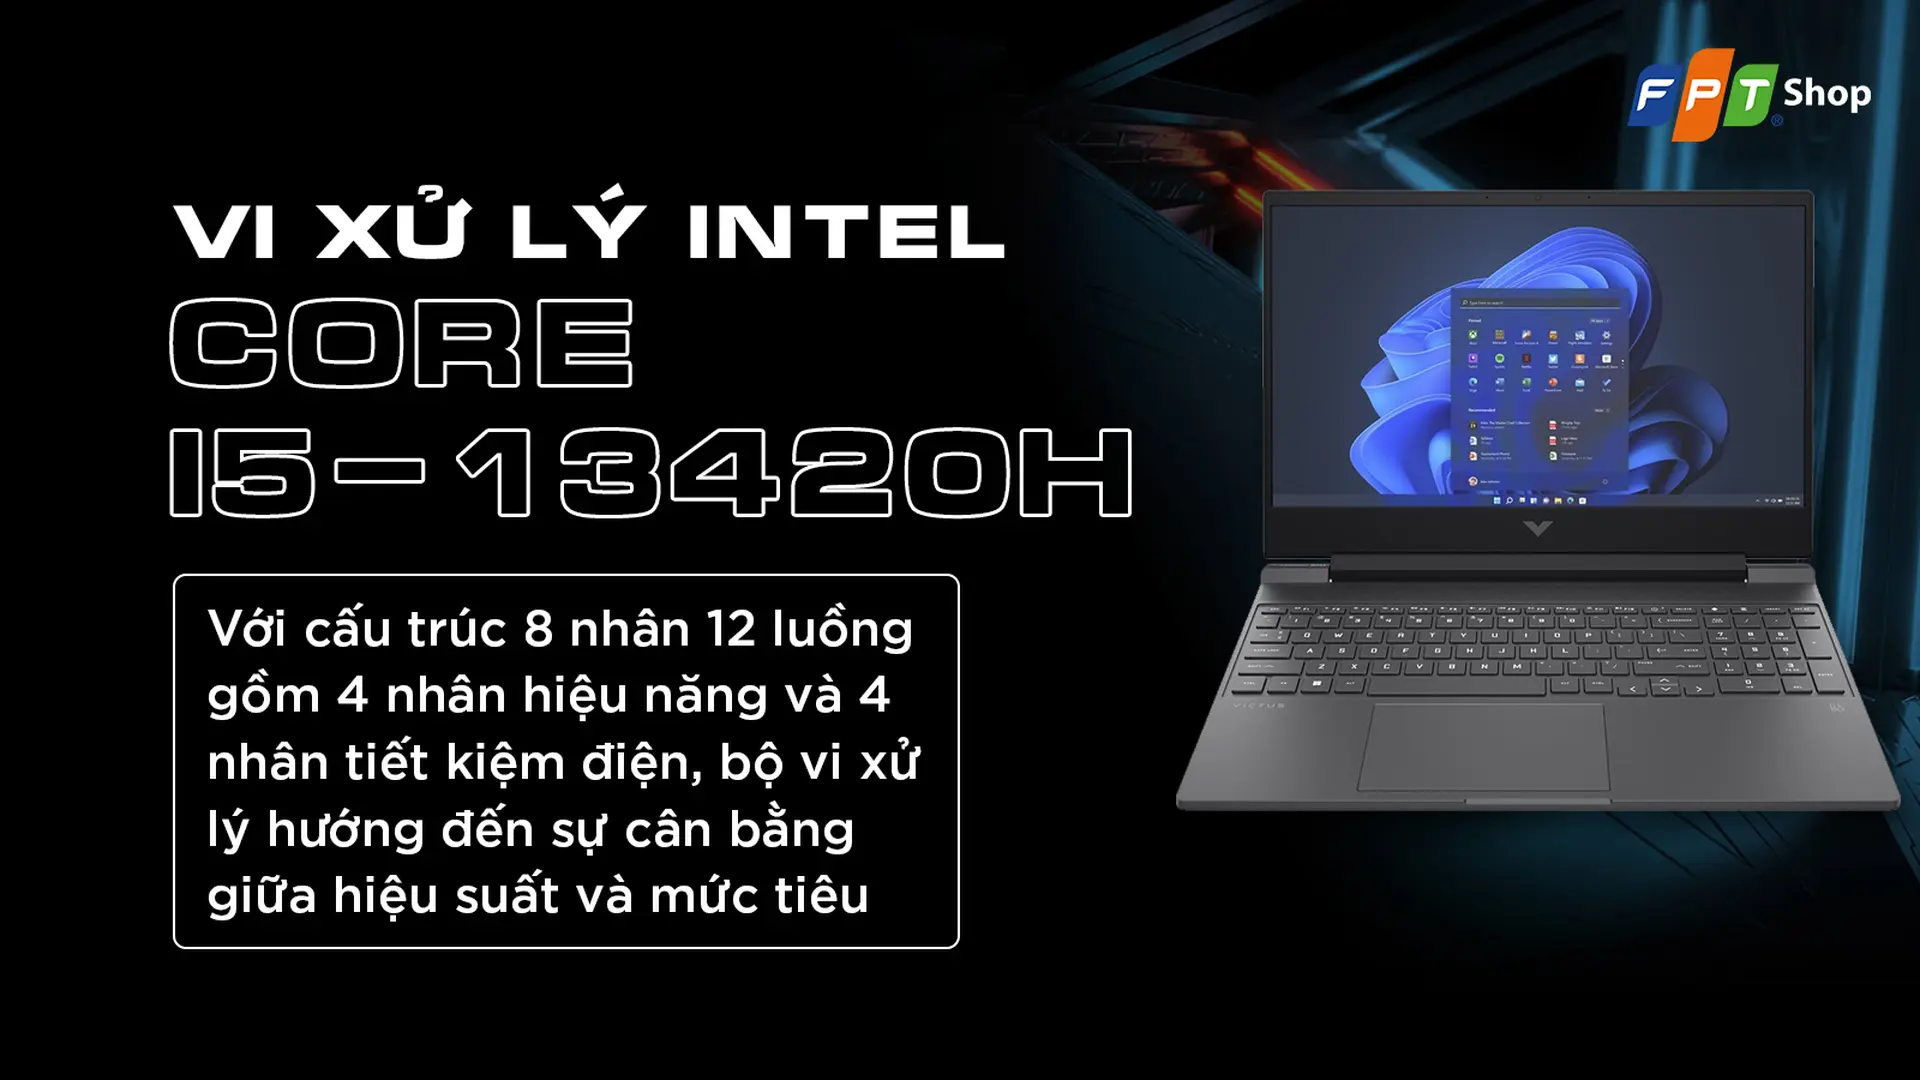 FPT Shop
VI XỬ LÝ INTEL
CORE
I5-13420H
Với cấu trúc 8 nhân 12 luồng
gồm 4 nhân hiệu năng và 4
nhân tiết kiệm điện, bộ vi xử
lý hướng đến sự cân bằng
giữa hiệu suất và mức tiêu
VICTUS